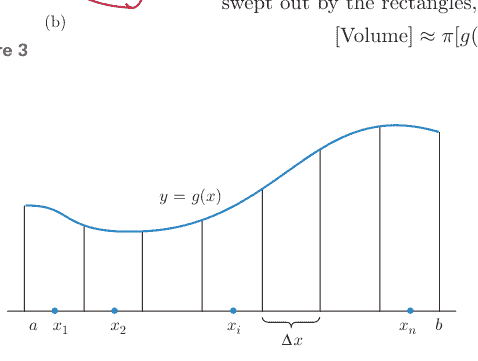 swept out by the rectangles,
(b)
[Volume] ≈ π[g(
re 3
y = g(x)
a x₁ x₂ xᵢ xₙ b
Δx